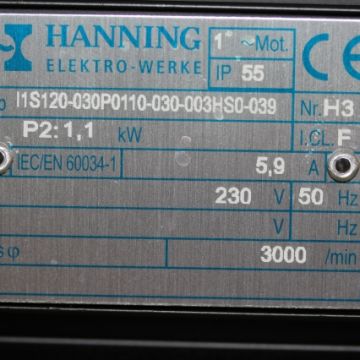 HANNING
ELEKTRO-WERKE
1~Mot.
IP 55
I1S120-030P0110-030-003HS0-039
Nr. H3
P2: 1,1 kW
I.CL. F
IEC/EN 60034-1
5,9 A
230 V 50 Hz
V Hz
s φ 3000 /min